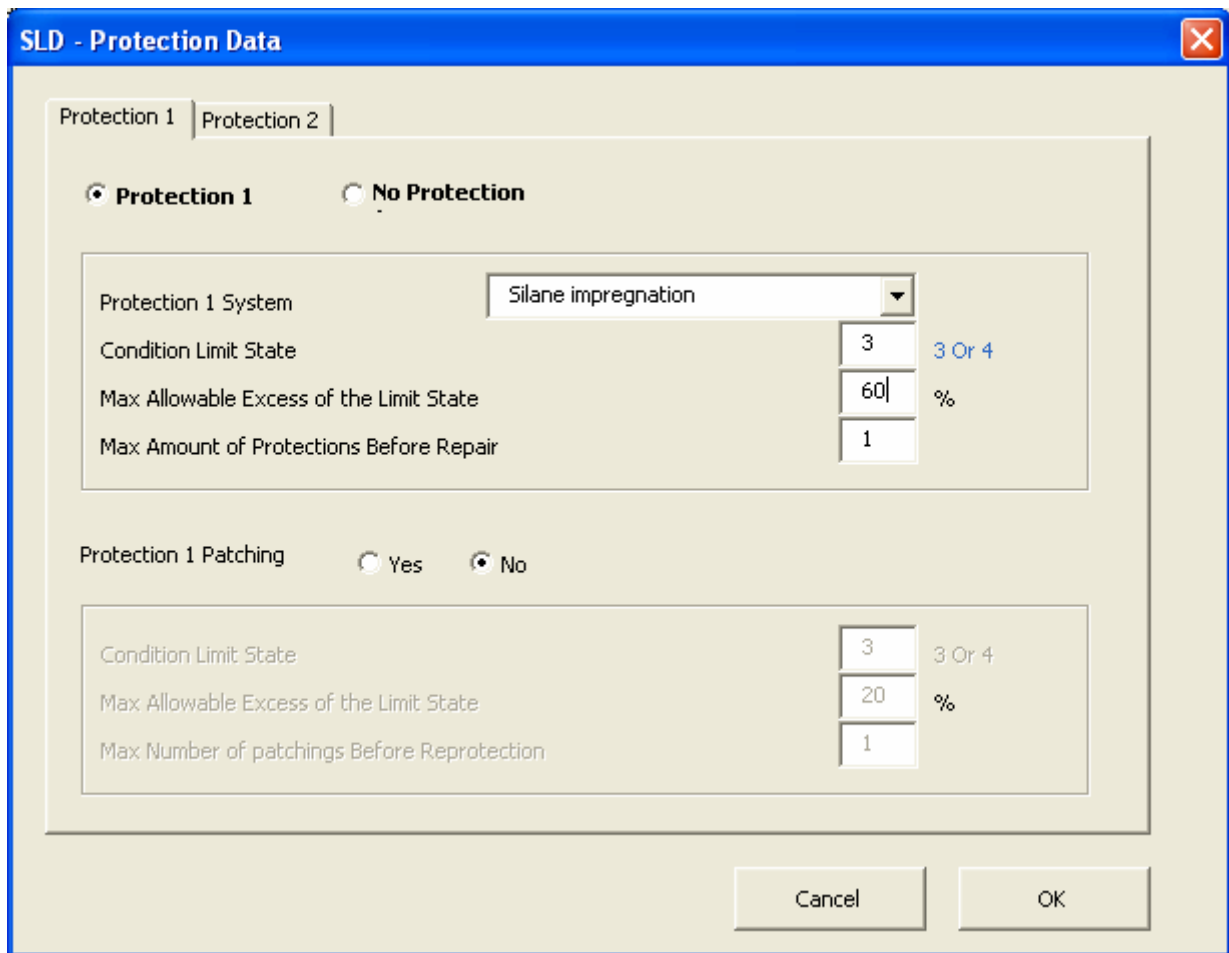 SLD - Protection Data
Protection 1 Protection 2
Protection 1 No Protection
Protection 1 System Silane impregnation
Condition Limit State 3 3 Or 4
Max Allowable Excess of the Limit State 60 %
Max Amount of Protections Before Repair 1
Protection 1 Patching Yes No
Condition Limit State 3 3 Or 4
Max Allowable Excess of the Limit State 20 %
Max Number of patchings Before Reprotection 1
Cancel OK